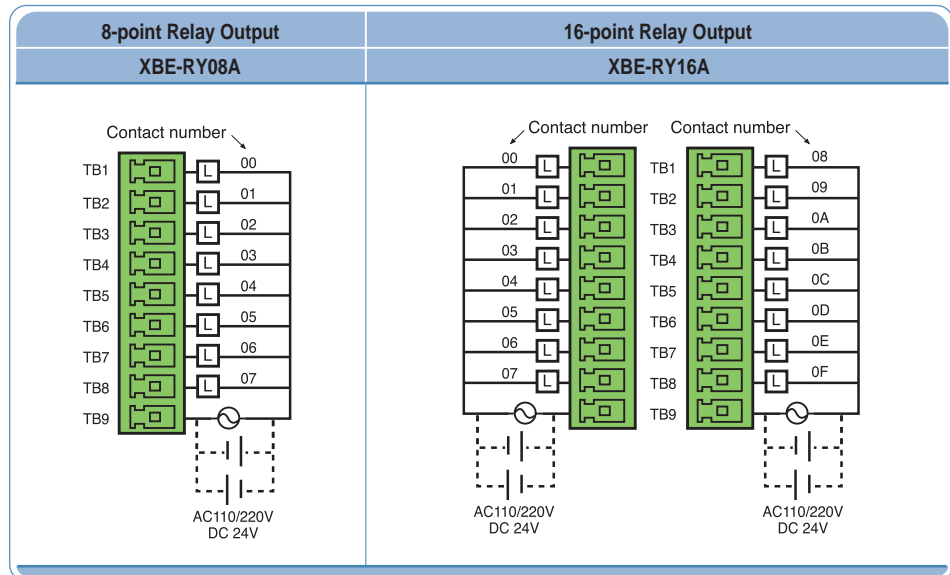 8-point Relay Output
16-point Relay Output
XBE-RY08A
XBE-RY16A
Contact number
TB1 L 00
TB2 L 01
TB3 L 02
TB4 L 03
TB5 L 04
TB6 L 05
TB7 L 06
TB8 L 07
TB9
AC110/220V
DC 24V
Contact number
00 L
01 L
02 L
03 L
04 L
05 L
06 L
07 L
AC110/220V
DC 24V
Contact number
TB1 L 08
TB2 L 09
TB3 L 0A
TB4 L 0B
TB5 L 0C
TB6 L 0D
TB7 L 0E
TB8 L 0F
TB9
AC110/220V
DC 24V